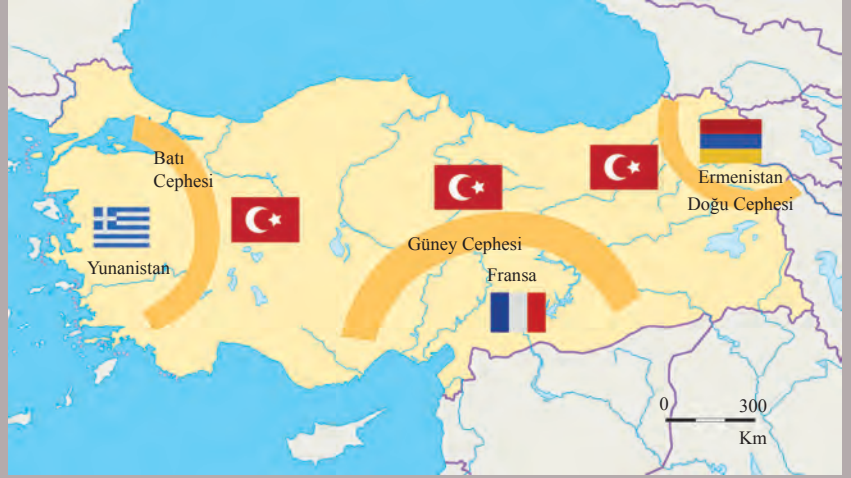 Batı
Cephesi
Yunanistan
Güney Cephesi
Fransa
Ermenistan
Doğu Cephesi
0 300
Km